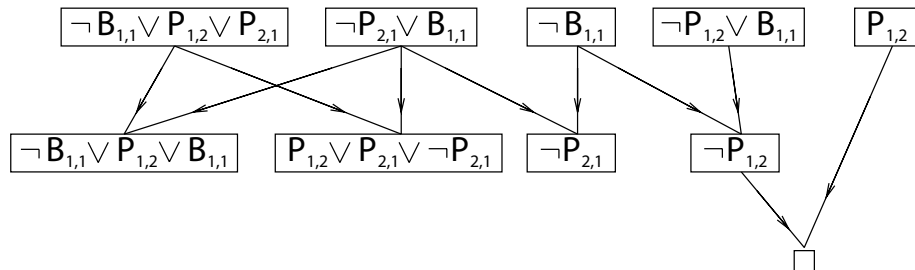 ¬B₁,₁∨P₁,₂∨P₂,₁ ¬P₂,₁∨B₁,₁ ¬B₁,₁ ¬P₁,₂∨B₁,₁ P₁,₂
¬B₁,₁∨P₁,₂∨B₁,₁ P₁,₂∨P₂,₁∨¬P₂,₁ ¬P₂,₁ ¬P₁,₂